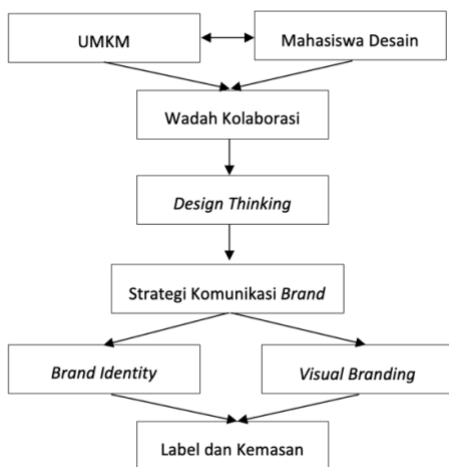 UMKM
Mahasiswa Desain
Wadah Kolaborasi
Design Thinking
Strategi Komunikasi Brand
Brand Identity
Visual Branding
Label dan Kemasan